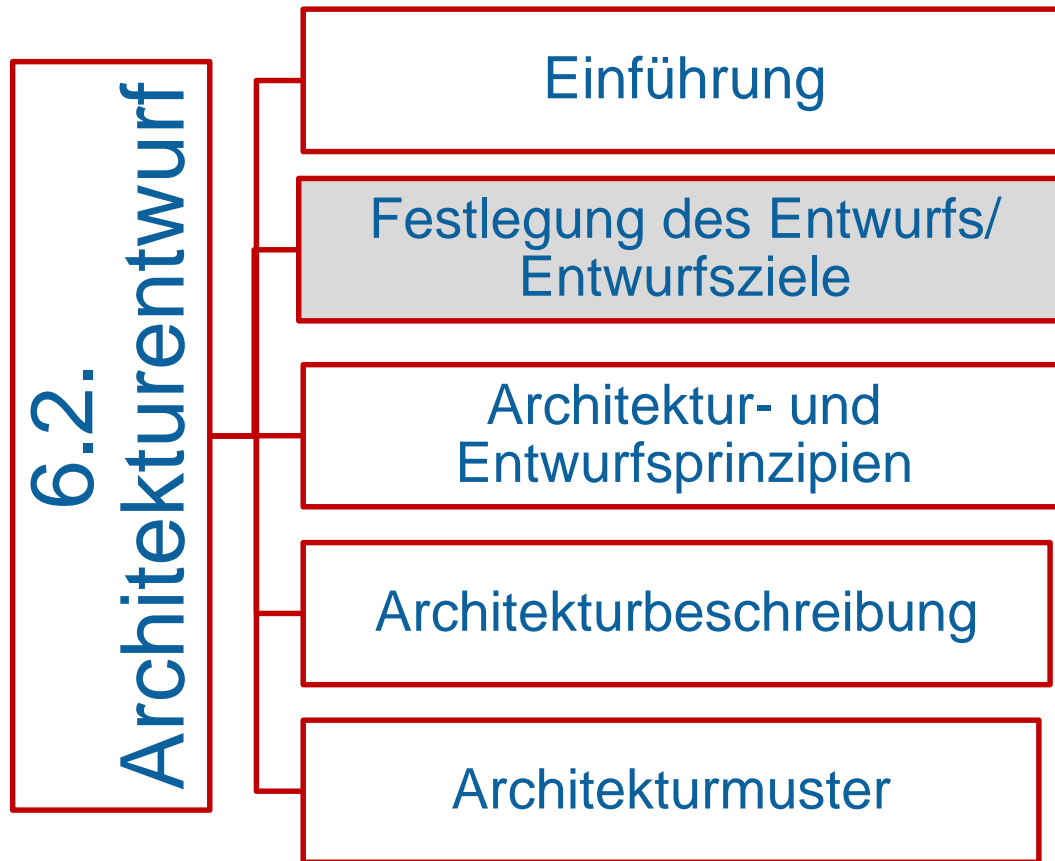 6.2.
Architekturentwurf
Einführung
Festlegung des Entwurfs/
Entwurfsziele
Architektur- und
Entwurfsprinzipien
Architekturbeschreibung
Architekturmuster